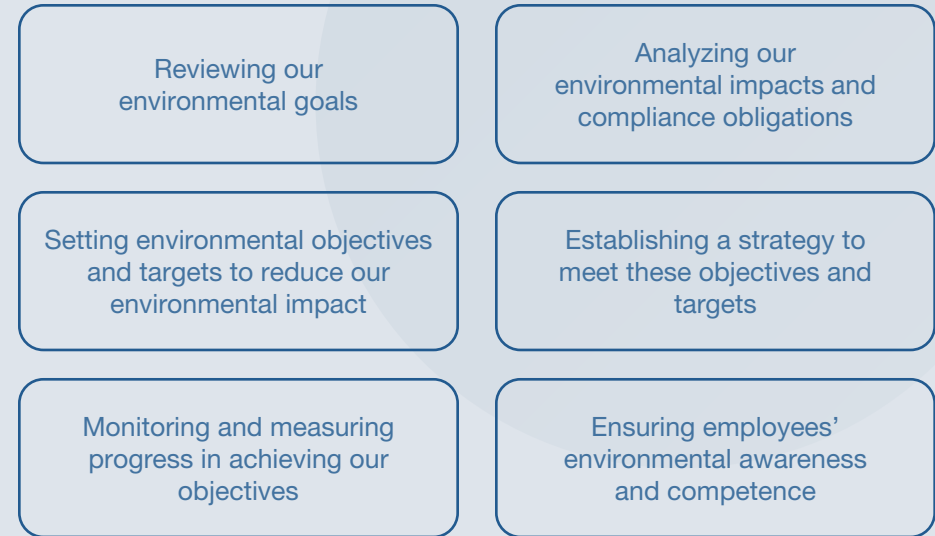 Reviewing our
environmental goals
Analyzing our
environmental impacts and
compliance obligations
Setting environmental objectives
and targets to reduce our
environmental impact
Establishing a strategy to
meet these objectives and
targets
Monitoring and measuring
progress in achieving our
objectives
Ensuring employees’
environmental awareness
and competence